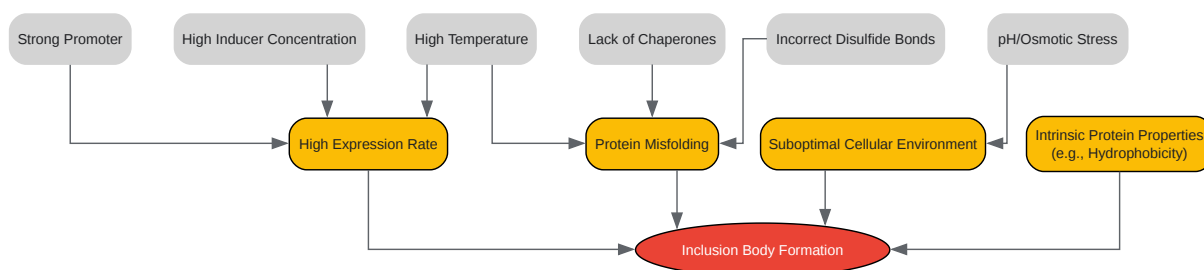 Strong Promoter
High Inducer Concentration
High Temperature
Lack of Chaperones
Incorrect Disulfide Bonds
pH/Osmotic Stress
High Expression Rate
Protein Misfolding
Suboptimal Cellular Environment
Intrinsic Protein Properties
(e.g., Hydrophobicity)
Inclusion Body Formation